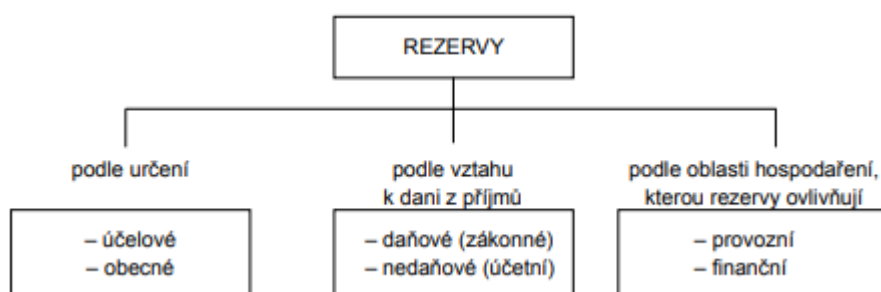 REZERVY
podle určení
– účelové
– obecné
podle vztahu
k dani z příjmů
– daňové (zákonné)
– nedaňové (účetní)
podle oblasti hospodaření,
kterou rezervy ovlivňují
– provozní
– finanční